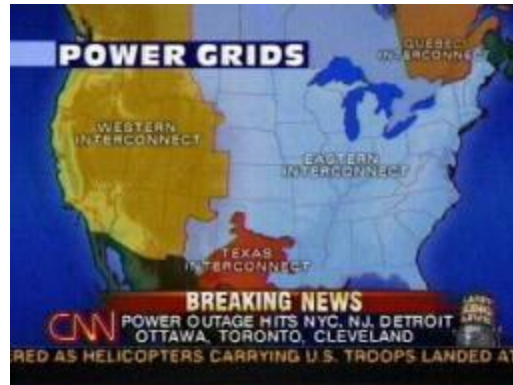 POWER GRIDS
QUEBEC
INTERCONNECT
WESTERN
INTERCONNECT
EASTERN
INTERCONNECT
TEXAS
INTERCONNECT
BREAKING NEWS
CNN
POWER OUTAGE HITS NYC, NJ, DETROIT
OTTAWA, TORONTO, CLEVELAND
RED AS HELICOPTERS CARRYING U.S. TROOPS LANDED AT